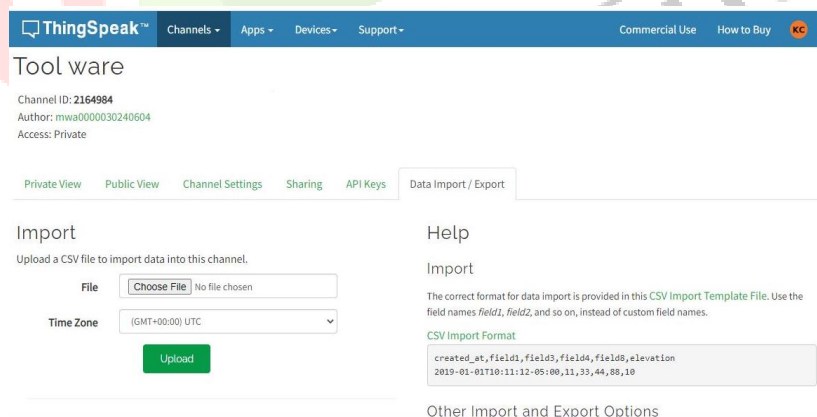 ThingSpeak™ Channels Apps Devices Support Commercial Use How to Buy KC
Tool ware
Channel ID: 2164984
Author: mwa0000030240604
Access: Private
Private View Public View Channel Settings Sharing API Keys Data Import / Export
Import
Upload a CSV file to import data into this channel.
File Choose File No file chosen
Time Zone (GMT+00:00) UTC
Upload
Help
Import
The correct format for data import is provided in this CSV Import Template File. Use the
field names field1, field2, and so on, instead of custom field names.
CSV Import Format
created_at,field1,field3,field4,field8,elevation
2019-01-01T10:11:12-05:00,11,33,44,88,10
Other Import and Export Options